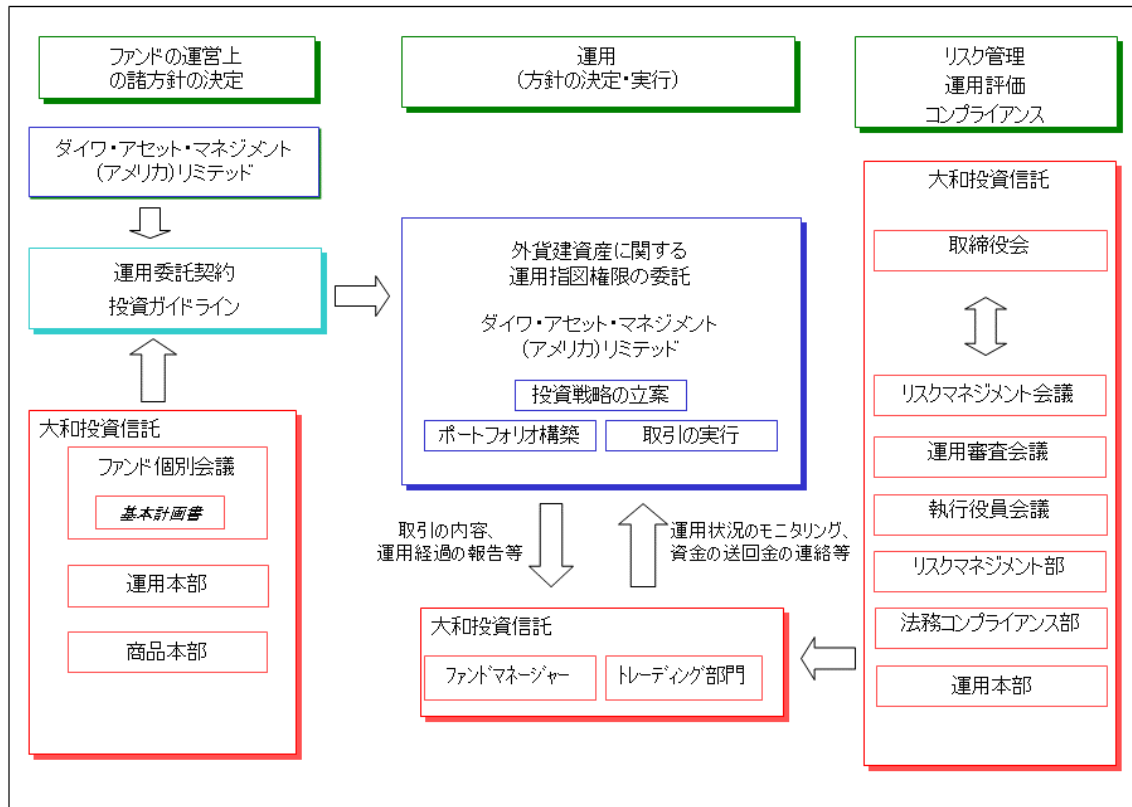 ファンドの運営上
の諸方針の決定
運用
(方針の決定・実行)
リスク管理
運用評価
コンプライアンス
ダイワ・アセット・マネジメント
(アメリカ)リミテッド
運用委託契約
投資ガイドライン
大和投資信託
ファンド個別会議
基本計画書
運用本部
商品本部
外貨建資産に関する
運用指図権限の委託
ダイワ・アセット・マネジメント
(アメリカ)リミテッド
投資戦略の立案
ポートフォリオ構築
取引の実行
取引の内容、
運用経過の報告等
運用状況のモニタリング、
資金の送回金の連絡等
大和投資信託
ファンドマネージャー
トレーディング部門
大和投資信託
取締役会
リスクマネジメント会議
運用審査会議
執行役員会議
リスクマネジメント部
法務コンプライアンス部
運用本部